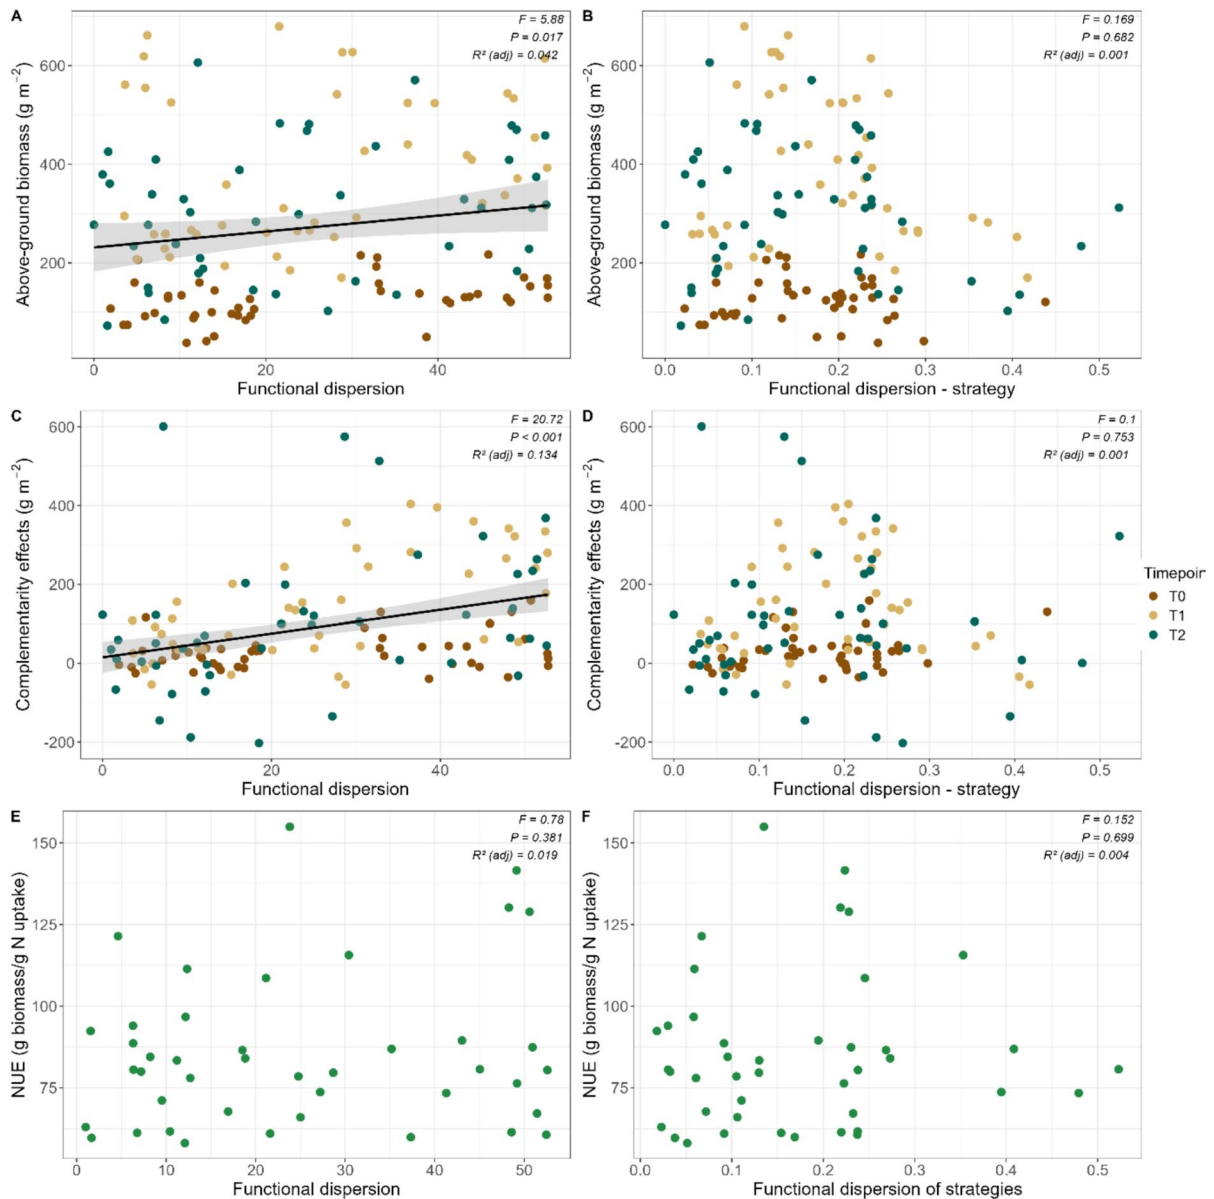 A
F = 5.88
P = 0.017
R² (adj) = 0.042
600
400
200
Above-ground biomass (g m⁻²)
0
20
40
Functional dispersion
B
F = 0.169
P = 0.682
R² (adj) = 0.001
600
400
200
Above-ground biomass (g m⁻²)
0.0
0.1
0.2
0.3
0.4
0.5
Functional dispersion - strategy
C
F = 20.72
P < 0.001
R² (adj) = 0.134
600
400
200
0
-200
Complementarity effects (g m⁻²)
0
20
40
Functional dispersion
D
F = 0.1
P = 0.753
R² (adj) = 0.001
600
400
200
0
-200
Complementarity effects (g m⁻²)
0.0
0.1
0.2
0.3
0.4
0.5
Functional dispersion - strategy
Timepoir
T0
T1
T2
E
F = 0.78
P = 0.381
R² (adj) = 0.019
150
125
100
75
NUE (g biomass/g N uptake)
0
10
20
30
40
50
Functional dispersion
F
F = 0.152
P = 0.699
R² (adj) = 0.004
150
125
100
75
NUE (g biomass/g N uptake)
0.0
0.1
0.2
0.3
0.4
0.5
Functional dispersion of strategies